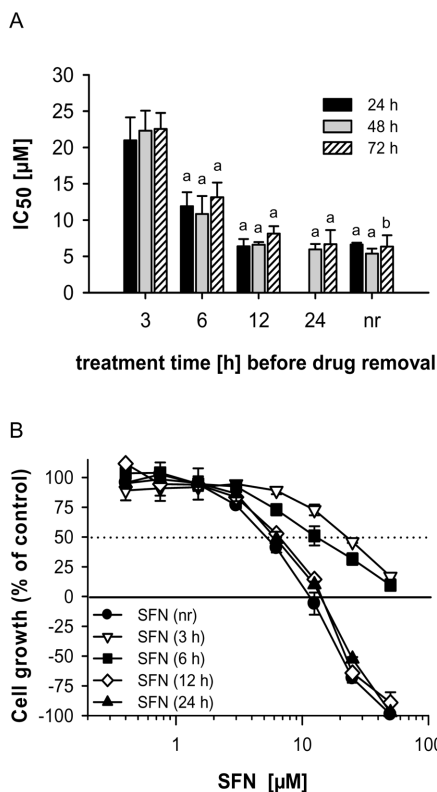 A
30
25
20
15
10
5
0
IC50 [µM]
24 h
48 h
72 h
a a a
a a a
a a
a a b
3 6 12 24 nr
treatment time [h] before drug removal
B
100
75
50
25
0
-25
-50
-75
-100
Cell growth (% of control)
SFN (nr)
SFN (3 h)
SFN (6 h)
SFN (12 h)
SFN (24 h)
1 10 100
SFN [µM]